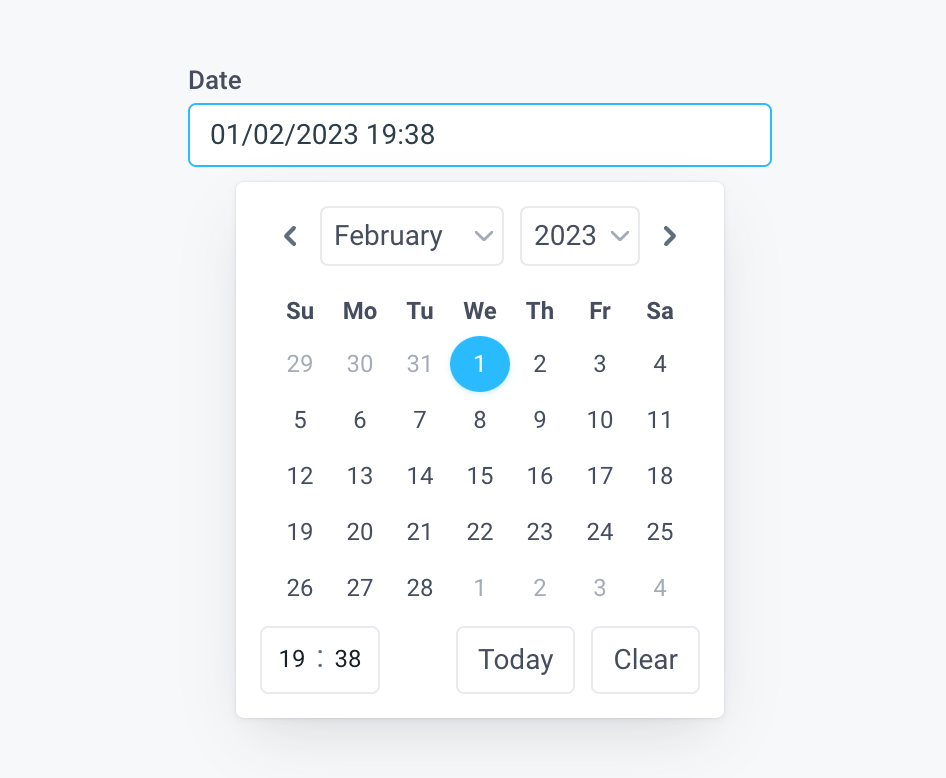 Date
01/02/2023 19:38
February 2023
Su Mo Tu We Th Fr Sa
29 30 31 1 2 3 4
5 6 7 8 9 10 11
12 13 14 15 16 17 18
19 20 21 22 23 24 25
26 27 28 1 2 3 4
19 : 38 Today Clear